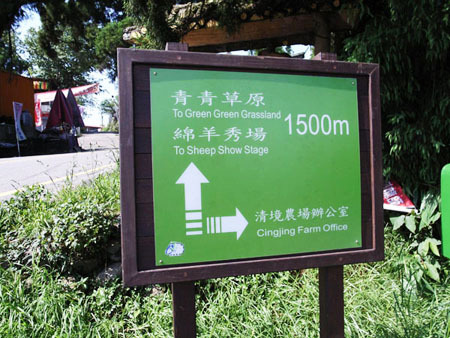 青青草原
To Green Green Grassland
1500m
綿羊秀場
To Sheep Show Stage
清境農場辦公室
Cingjing Farm Office